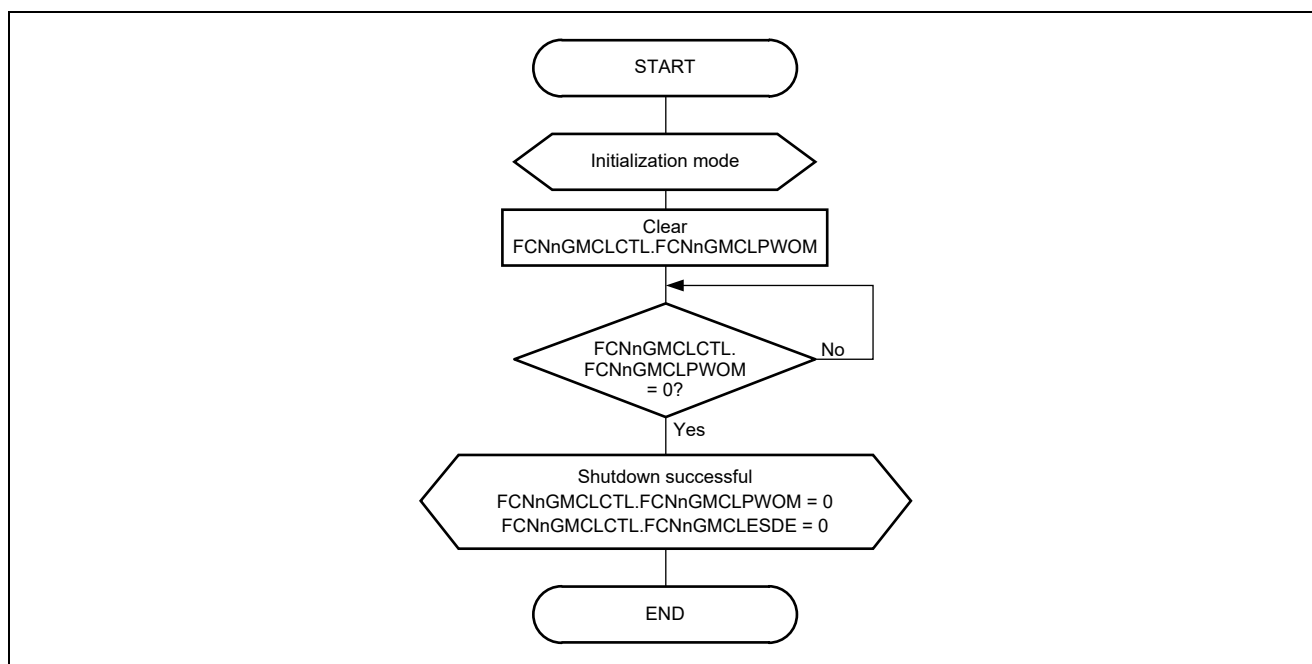 START
Initialization mode
Clear
FCNnGMCLCTL.FCNnGMCLPWOM
FCNnGMCLCTL.
FCNnGMCLPWOM
= 0?
No
Yes
Shutdown successful
FCNnGMCLCTL.FCNnGMCLPWOM = 0
FCNnGMCLCTL.FCNnGMCLESDE = 0
END